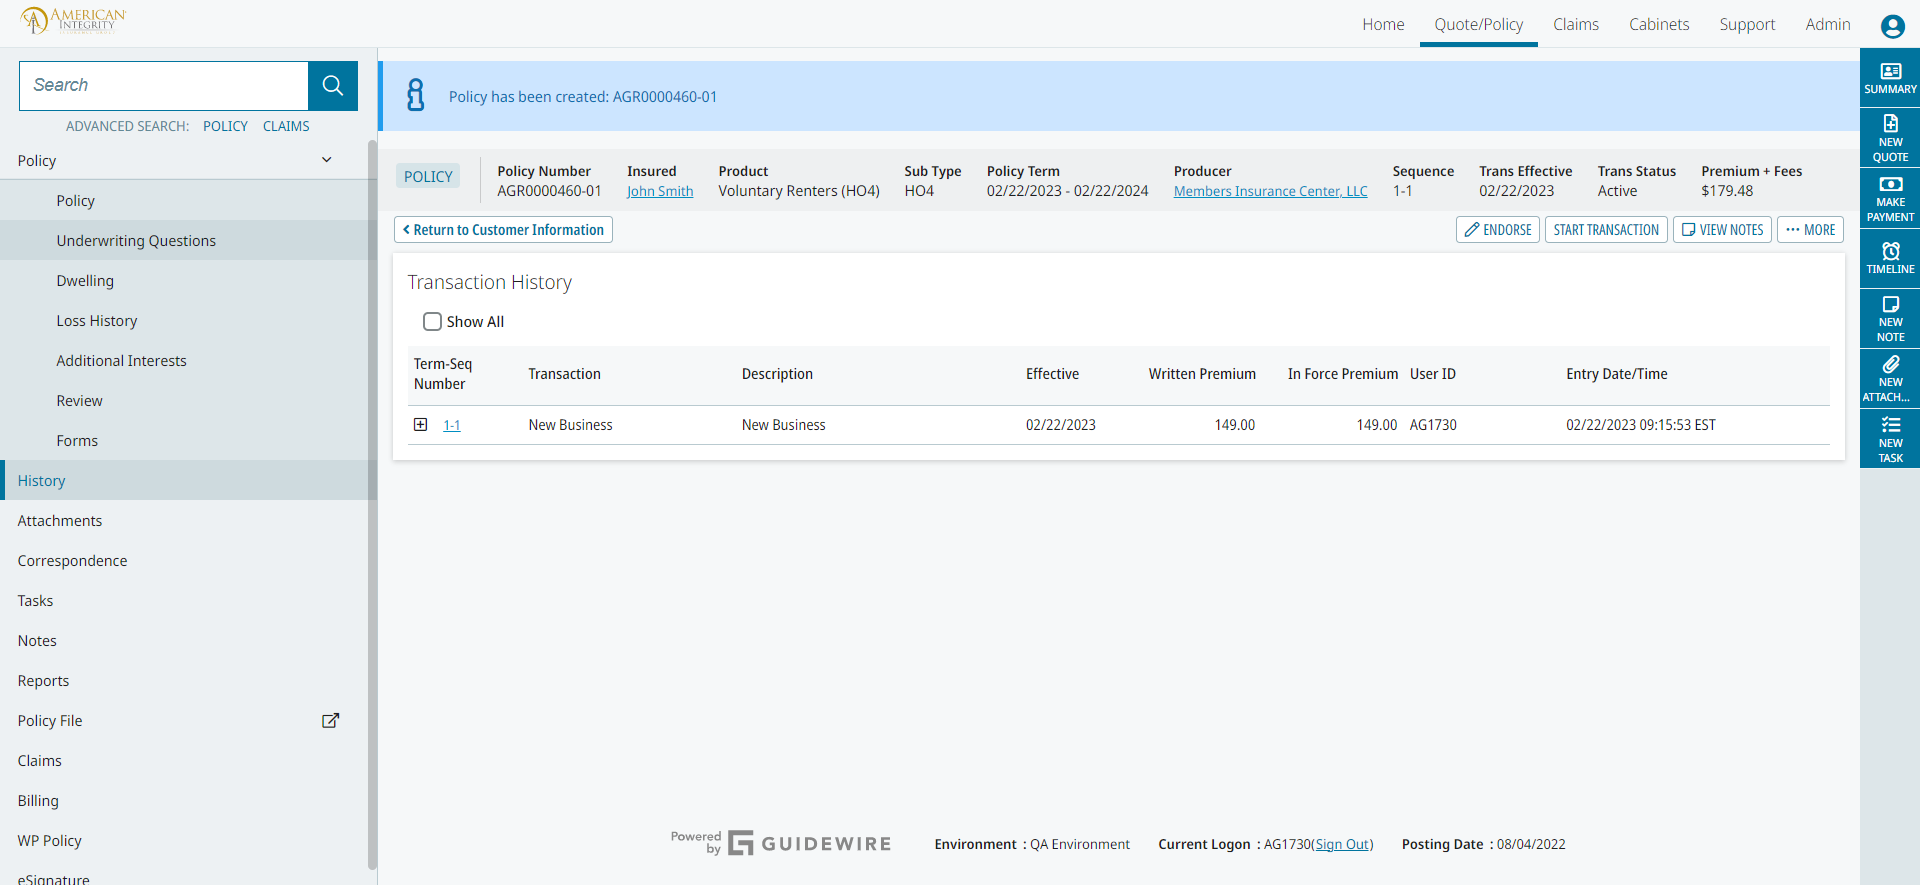 AMERICAN
INTEGRITY
Home
Quote/Policy
Claims
Cabinets
Support
Admin
Search
ADVANCED SEARCH: POLICY CLAIMS
Policy
Policy
Underwriting Questions
Dwelling
Loss History
Additional Interests
Review
Forms
History
Attachments
Correspondence
Tasks
Notes
Reports
Policy File
Claims
Billing
WP Policy
eSignature
Policy has been created: AGR0000460-01
POLICY
Policy Number
AGR0000460-01
Insured
John Smith
Product
Voluntary Renters (HO4)
Sub Type
HO4
Policy Term
02/22/2023 - 02/22/2024
Producer
Members Insurance Center, LLC
Sequence
1-1
Trans Effective
02/22/2023
Trans Status
Active
Premium + Fees
$179.48
Return to Customer Information
ENDORSE
START TRANSACTION
VIEW NOTES
MORE
Transaction History
Show All
Term-Seq
Number
Transaction
Description
Effective
Written Premium
In Force Premium
User ID
Entry Date/Time
1-1
New Business
New Business
02/22/2023
149.00
149.00
AG1730
02/22/2023 09:15:53 EST
SUMMARY
NEW
QUOTE
MAKE
PAYMENT
TIMELINE
NEW
NOTE
NEW
ATTACH...
NEW
TASK
Powered
by
GUIDEWIRE
Environment : QA Environment
Current Logon : AG1730(Sign Out)
Posting Date : 08/04/2022